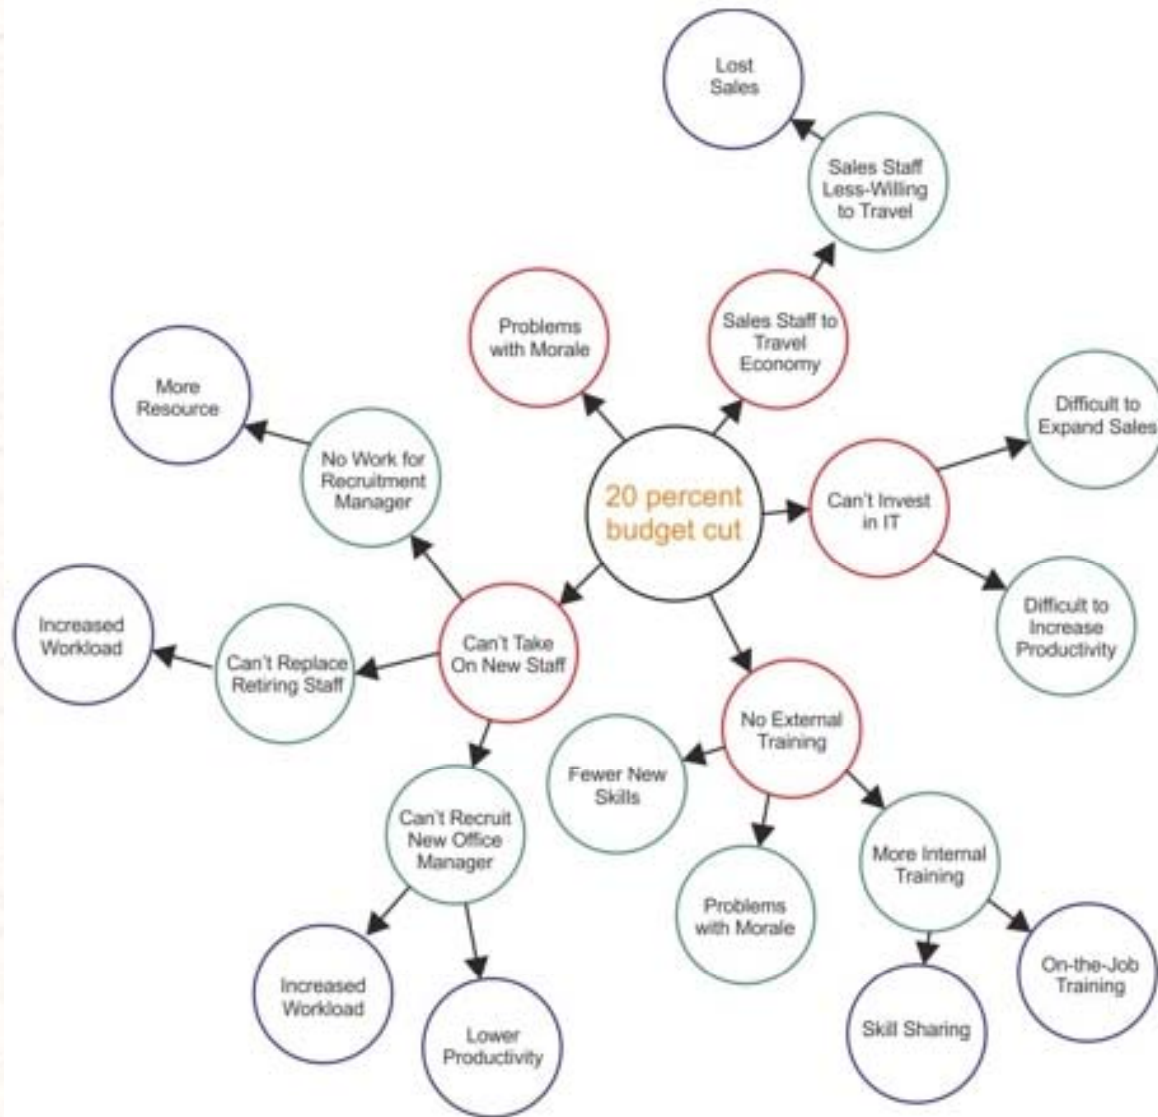 Lost
Sales
Sales Staff
Less-Willing
to Travel
Problems
with Morale
Sales Staff to
Travel
Economy
More
Resource
No Work for
Recruitment
Manager
20 percent
budget cut
Can't Invest
in IT
Difficult to
Expand Sales
Difficult to
Increase
Productivity
Increased
Workload
Can't Replace
Retiring Staff
Can't Take
On New Staff
No External
Training
Fewer New
Skills
Can't Recruit
New Office
Manager
More Internal
Training
Problems
with Morale
Increased
Workload
Lower
Productivity
Skill Sharing
On-the-Job
Training